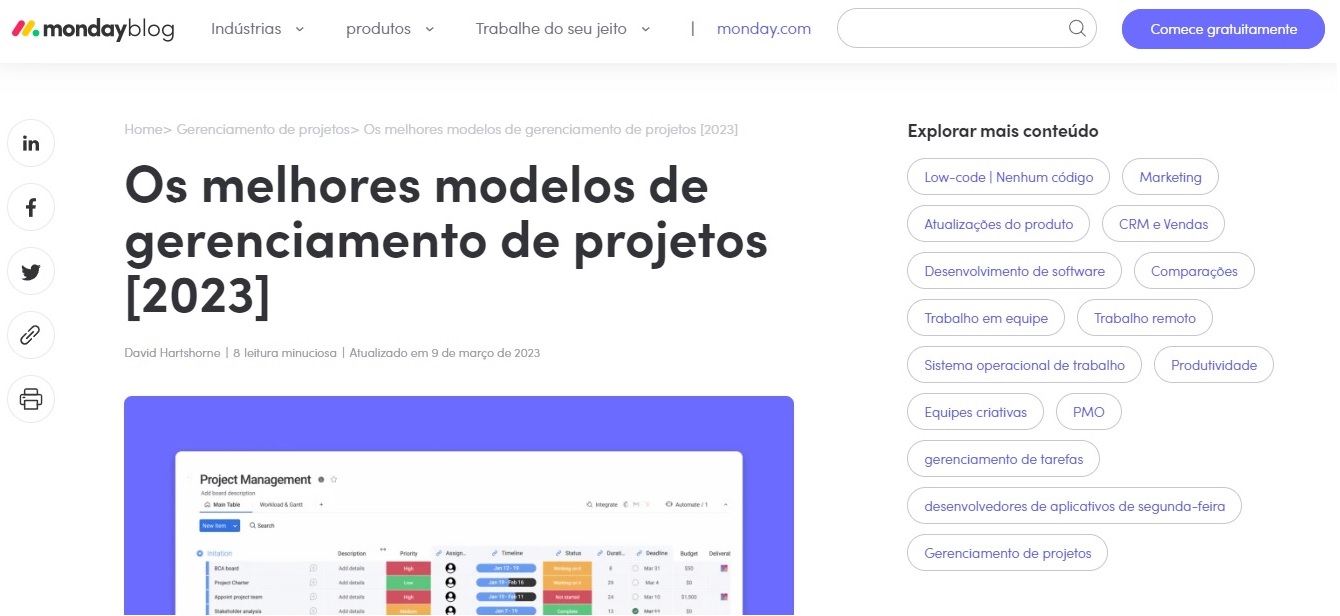 mondayblog Indústrias produtos Trabalhe do seu jeito | monday.com Comece gratuitamente
Home> Gerenciamento de projetos> Os melhores modelos de gerenciamento de projetos [2023]
Os melhores modelos de
gerenciamento de projetos
[2023]
David Hartshorne | 8 leitura minuciosa | Atualizado em 9 de março de 2023
Project Management
Add board description
Main Table Workload & Gantt + Integrate Automate / 1
New Item Search
Initation Description Priority Assign.. Timeline Status Durat.. Deadline Budget Deliverat
BCA board Add details High Jan 13 - 19 Working on it 8 Mar 31 $50
Project Charter Add details Low Jan 19 - Feb 16 Working on it 29 Mar 4 $0
Appoint project team Add details High Feb 11 Not started 24 Mar 10 $1,500
Stakeholder analysis Add details Medium Jan 7 - 19 Complete 13 Mar 11 $0
Explorar mais conteúdo
Low-code | Nenhum código Marketing
Atualizações do produto CRM e Vendas
Desenvolvimento de software Comparações
Trabalho em equipe Trabalho remoto
Sistema operacional de trabalho Produtividade
Equipes criativas PMO
gerenciamento de tarefas
desenvolvedores de aplicativos de segunda-feira
Gerenciamento de projetos